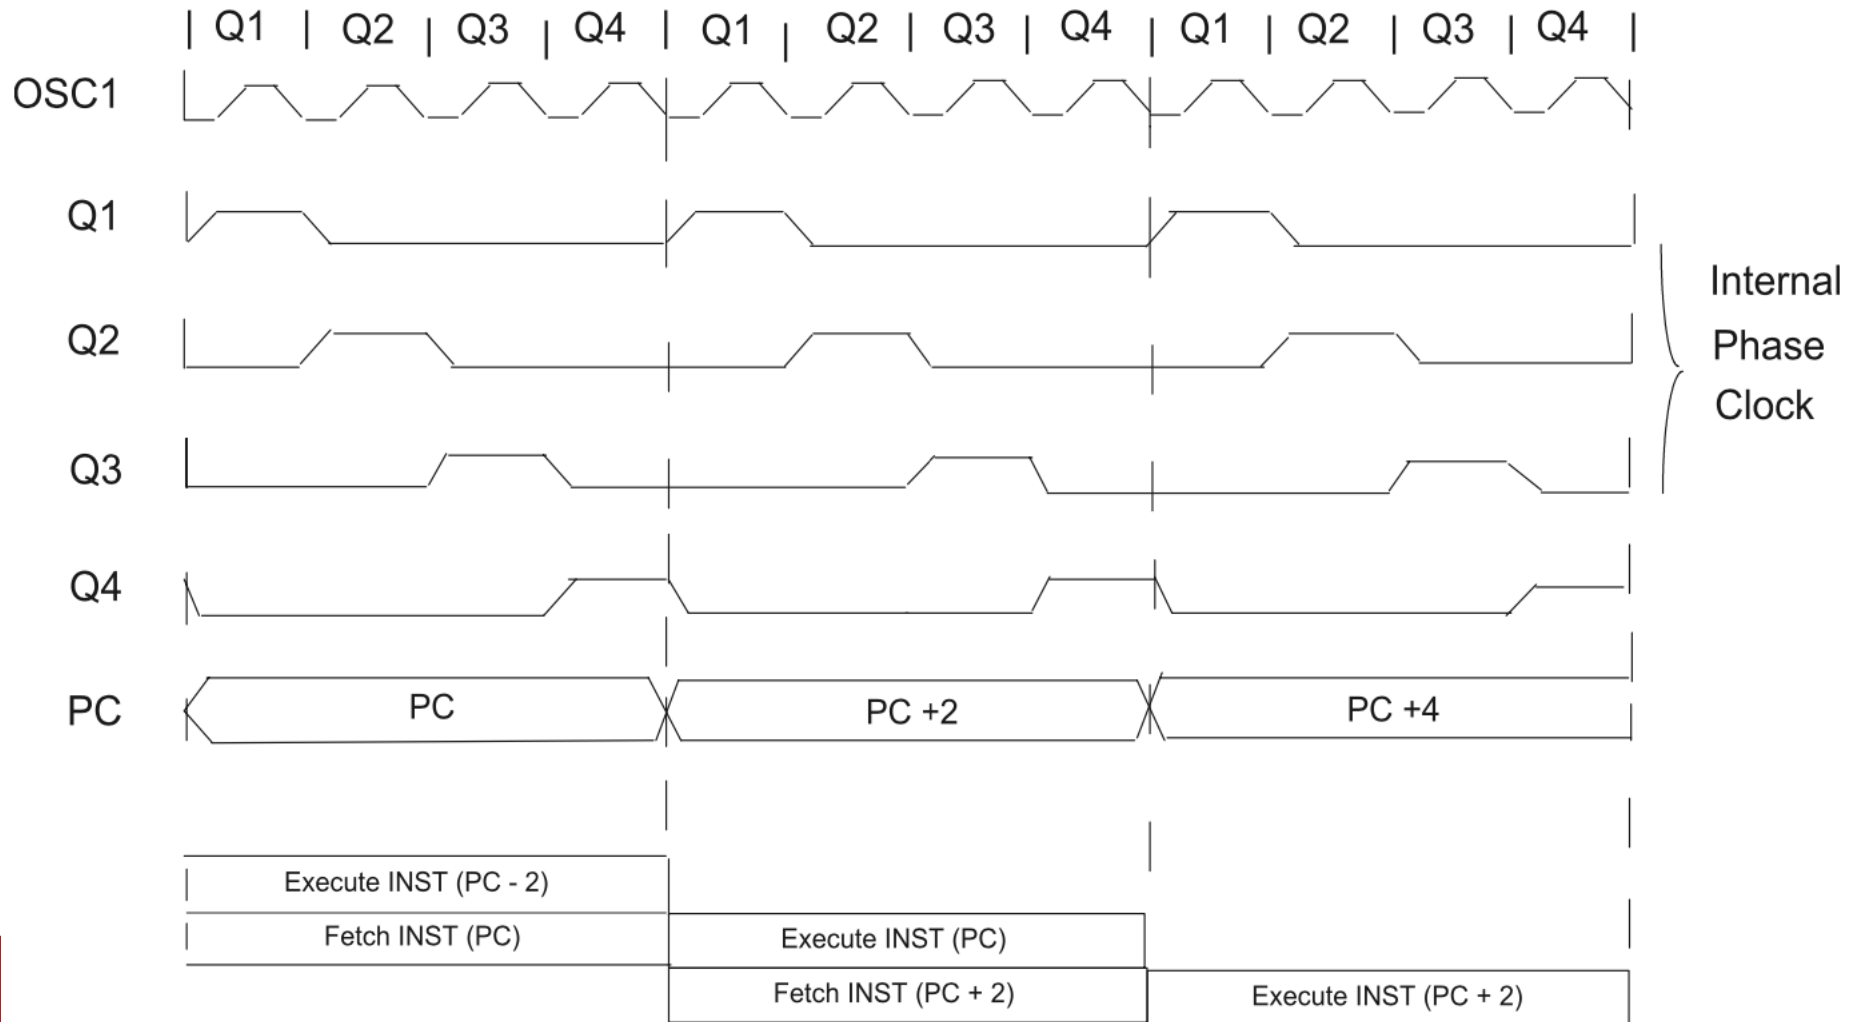 Q1 Q2 Q3 Q4 Q1 Q2 Q3 Q4 Q1 Q2 Q3 Q4
OSC1
Q1
Internal
Q2
Phase
Clock
Q3
Q4
PC PC PC +2 PC +4
Execute INST (PC - 2)
Fetch INST (PC) Execute INST (PC)
Fetch INST (PC + 2) Execute INST (PC + 2)